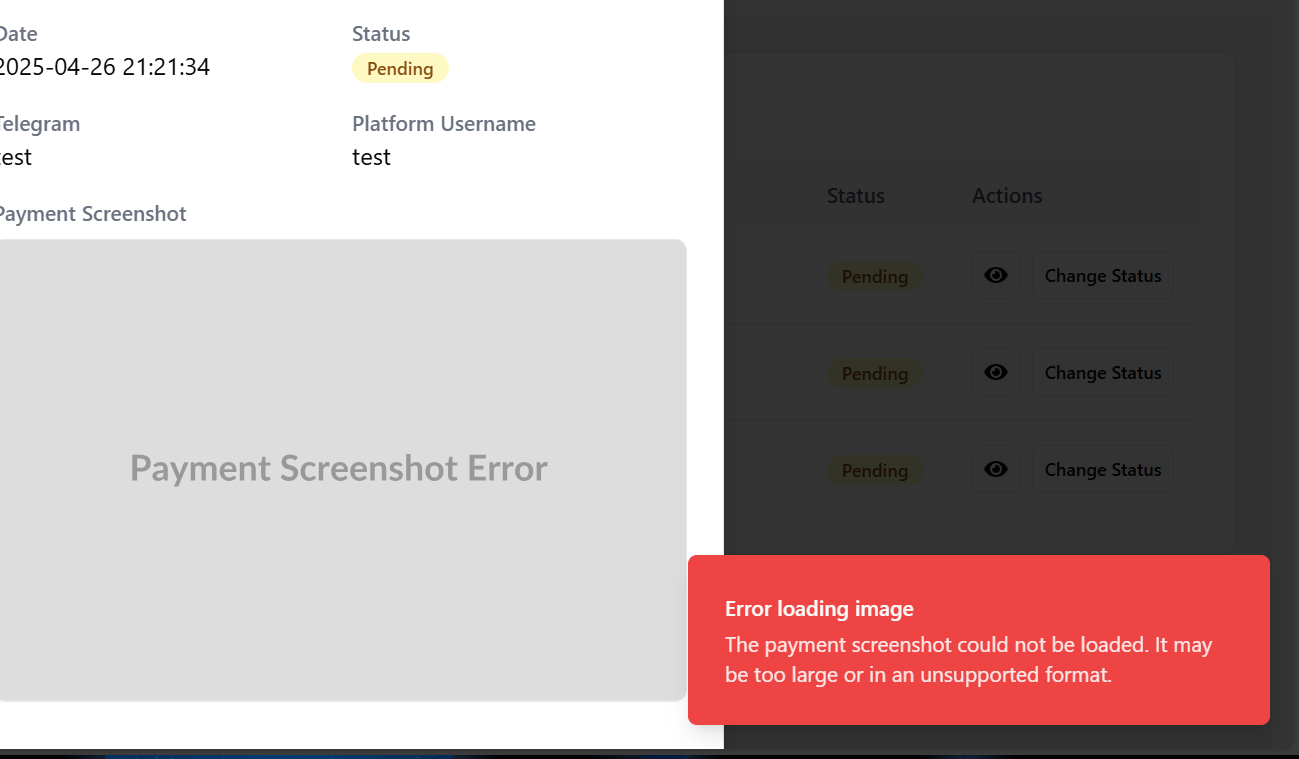 Date
Status
2025-04-26 21:21:34
Pending
Telegram
Platform Username
test
test
Payment Screenshot
Payment Screenshot Error
Status
Actions
Pending
Change Status
Pending
Change Status
Pending
Change Status
Error loading image
The payment screenshot could not be loaded. It may
be too large or in an unsupported format.